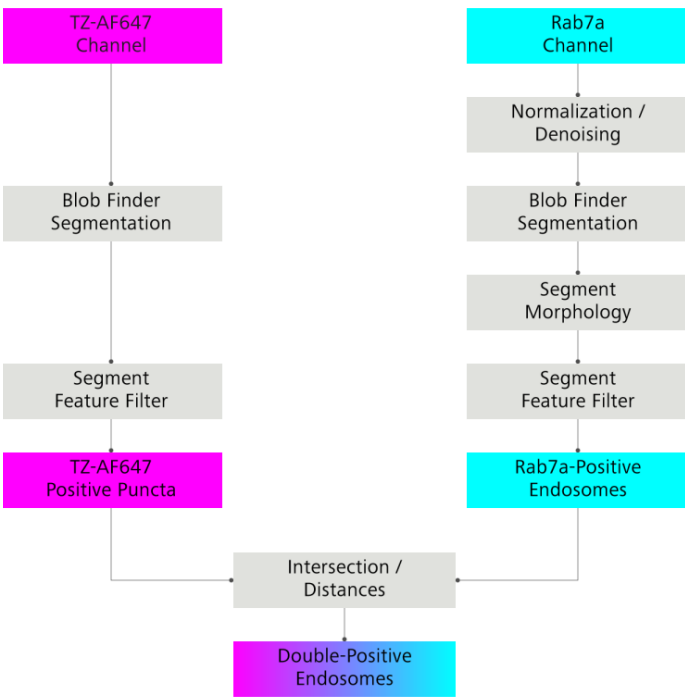 TZ-AF647
Channel
Rab7a
Channel
Normalization /
Denoising
Blob Finder
Segmentation
Blob Finder
Segmentation
Segment
Morphology
Segment
Feature Filter
Segment
Feature Filter
TZ-AF647
Positive Puncta
Rab7a-Positive
Endosomes
Intersection /
Distances
Double-Positive
Endosomes